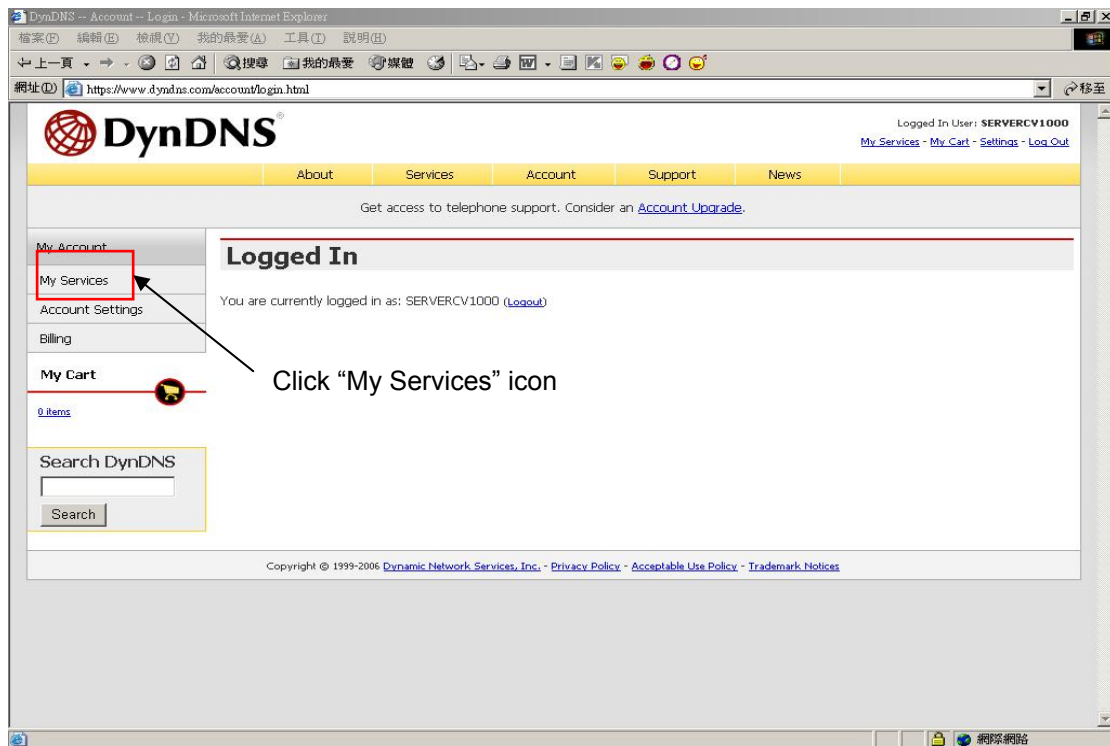 DynDNS -- Account -- Login - Microsoft Internet Explorer
檔案(F) 編輯(E) 檢視(V) 我的最愛(A) 工具(T) 說明(H)
上一頁 搜尋 我的最愛 媒體
網址(D) https://www.dyndns.com/account/login.html 移至
DynDNS®
Logged In User: SERVERCV1000
My Services - My Cart - Settings - Log Out
About Services Account Support News
Get access to telephone support. Consider an Account Upgrade.
My Account
My Services
Account Settings
Billing
My Cart
0 items
Search DynDNS
Search
Logged In
You are currently logged in as: SERVERCV1000 (Logout)
Click “My Services” icon
Copyright © 1999-2006 Dynamic Network Services, Inc. - Privacy Policy - Acceptable Use Policy - Trademark Notices
網際網路